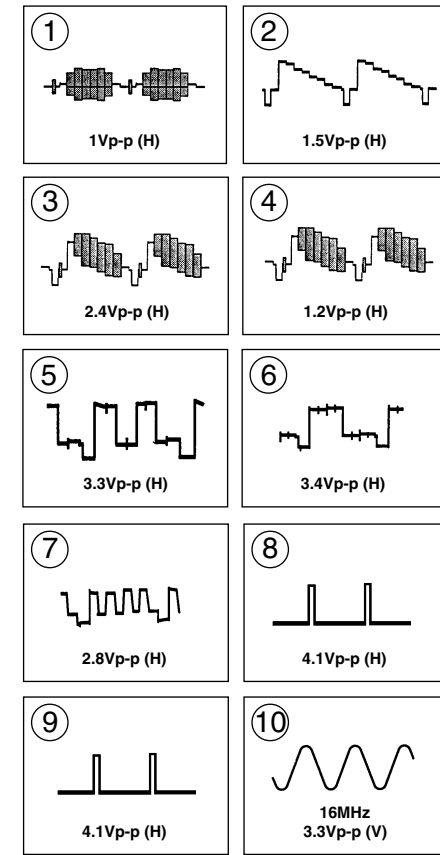 1
2
1Vp-p (H)
1.5Vp-p (H)
3
4
2.4Vp-p (H)
1.2Vp-p (H)
5
6
3.3Vp-p (H)
3.4Vp-p (H)
7
8
2.8Vp-p (H)
4.1Vp-p (H)
9
10
4.1Vp-p (H)
16MHz
3.3Vp-p (V)